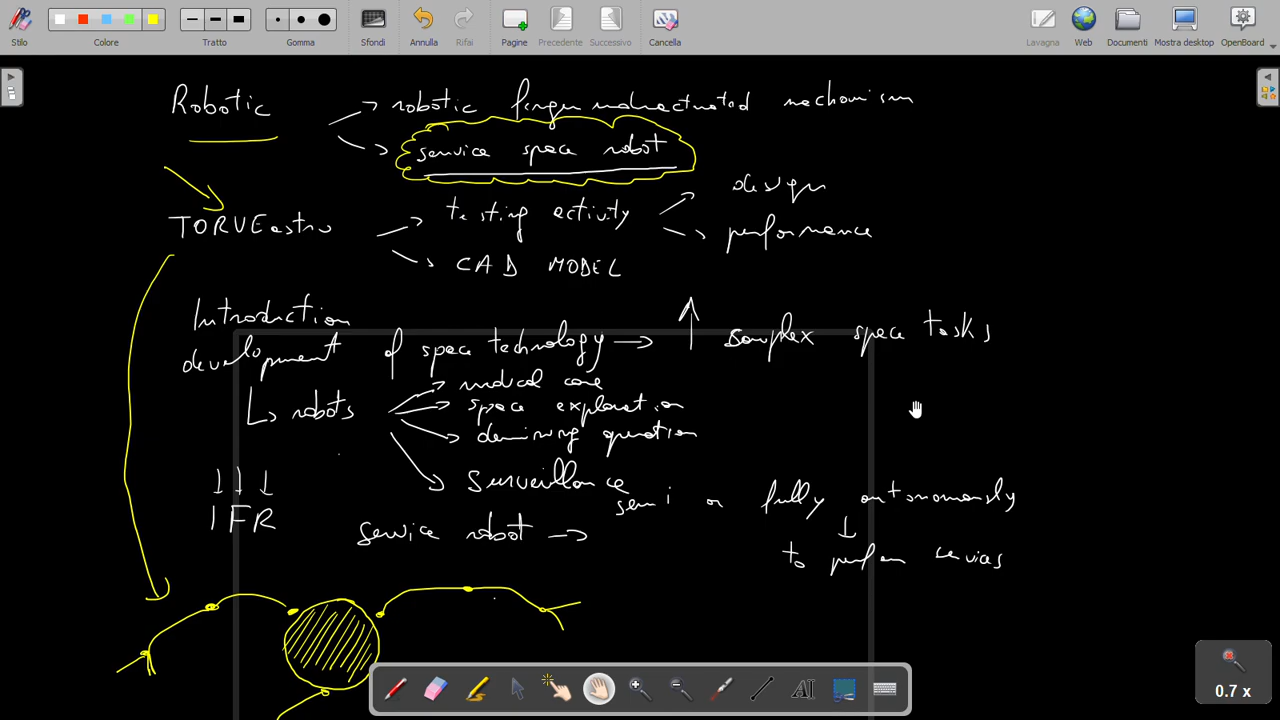 Stilo Colore Tratto Gomma Sfondi Annulla Rifai Pagine Precedente Successivo Cancella Lavagna Web Documenti Mostra desktop OpenBoard
Robotic
robotic finger underactuated mechanism
service space robot
TORVEastro
testing activity
design
performance
CAD MODEL
Introduction
development of space technology → ↑ complex space tasks
robots
medical care
space exploration
demining operation
surveillance
IFR
service robot → semi or fully autonomously
to perform services
0.7 x